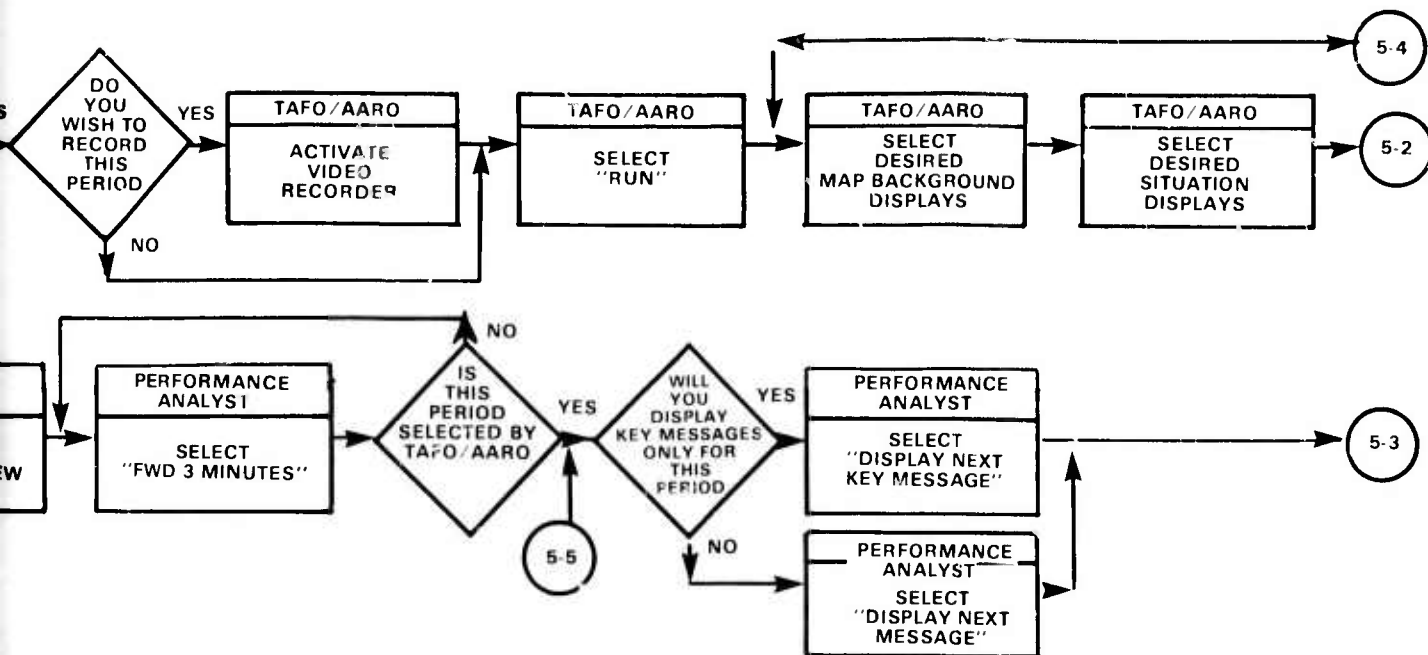 5-4
S
DO
YOU
WISH TO
RECORD
THIS
PERIOD
YES
NO
TAFO/AARO
ACTIVATE
VIDEO
RECORDER
TAFO/AARO
SELECT
"RUN"
TAFO/AARO
SELECT
DESIRED
MAP BACKGROUND
DISPLAYS
TAFO/AARO
SELECT
DESIRED
SITUATION
DISPLAYS
5-2
EW
PERFORMANCE
ANALYST
SELECT
"FWD 3 MINUTES"
NO
IS
THIS
PERIOD
SELECTED BY
TAFO/AARO
YES
5-5
WILL
YOU
DISPLAY
KEY MESSAGES
ONLY FOR
THIS
PERIOD
YES
NO
PERFORMANCE
ANALYST
SELECT
"DISPLAY NEXT
KEY MESSAGE"
PERFORMANCE
ANALYST
SELECT
"DISPLAY NEXT
MESSAGE"
5-3